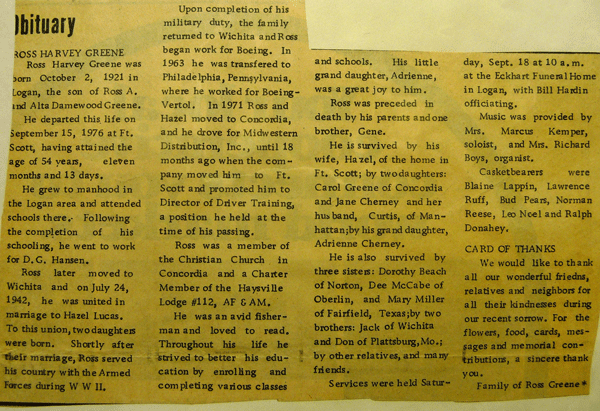 Obituary
ROSS HARVEY GREENE
Ross Harvey Greene was
born October 2, 1921 in
Logan, the son of Ross A.
and Alta Damewood Greene.
He departed this life on
September 15, 1976 at Ft.
Scott, having attained the
age of 54 years, eleven
months and 13 days.
He grew to manhood in
the Logan area and attended
schools there. Following
the completion of his
schooling, he went to work
for D. G. Hansen.
Ross later moved to
Wichita and on July 24,
1942, he was united in
marriage to Hazel Lucas.
To this union, two daughters
were born. Shortly after
their marriage, Ross served
his country with the Armed
Forces during W W II.
Upon completion of his
military duty, the family
returned to Wichita and Ross
began work for Boeing. In
1963 he was transfered to
Philadelphia, Pennsylvania,
where he worked for Boeing-
Vertol. In 1971 Ross and
Hazel moved to Concordia,
and he drove for Midwestern
Distribution, Inc., until 18
months ago when the com-
pany moved him to Ft.
Scott and promoted him to
Director of Driver Training,
a position he held at the
time of his passing.
Ross was a member of
the Christian Church in
Concordia and a Charter
Member of the Haysville
Lodge #112, AF & AM.
He was an avid fisher-
man and loved to read.
Throughout his life he
strived to better his edu-
cation by enrolling and
completing various classes
and schools. His little
grand daughter, Adrienne,
was a great joy to him.
Ross was preceded in
death by his parents and one
brother, Gene.
He is survived by his
wife, Hazel, of the home in
Ft. Scott; by two daughters:
Carol Greene of Concordia
and Jane Cherney and her
husband, Curtis, of Man-
hattan; by his grand daughter,
Adrienne Cherney.
He is also survived by
three sisters: Dorothy Beach
of Norton, Dee McCabe of
Oberlin, and Mary Miller
of Fairfield, Texas; by two
brothers: Jack of Wichita
and Don of Plattsburg, Mo.;
by other relatives, and many
friends.
Services were held Satur-
day, Sept. 18 at 10 a.m.
at the Eckhart Funeral Home
in Logan, with Bill Hardin
officiating.
Music was provided by
Mrs. Marcus Kemper,
soloist, and Mrs. Richard
Boys, organist.
Casketbearers were
Blaine Lappin, Lawrence
Ruff, Bud Pears, Norman
Reese, Leo Noel and Ralph
Donahey.
CARD OF THANKS
We would like to thank
all our wonderful friedns,
relatives and neighbors for
all their kindnesses during
our recent sorrow. For the
flowers, food, cards, mes-
sages and memorial con-
tributions, a sincere thank
you.
Family of Ross Greene*